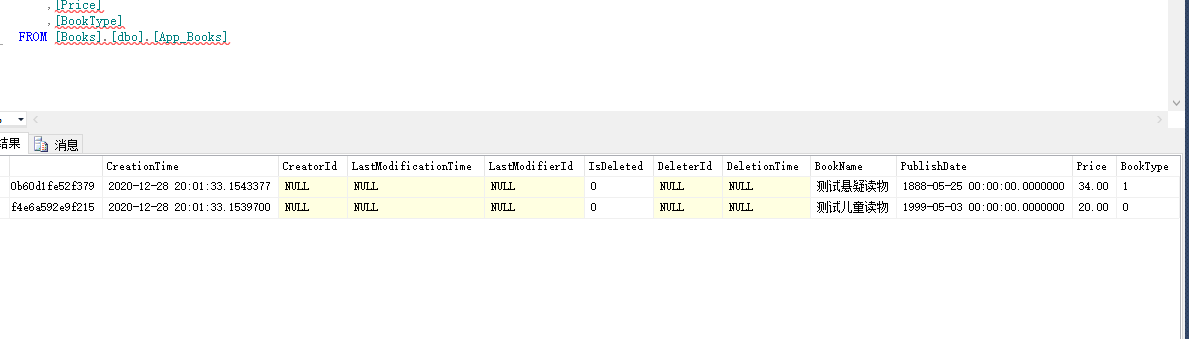 ,[Price]
,[BookType]
FROM [Books].[dbo].[App_Books]
结果 消息
CreationTime CreatorId LastModificationTime LastModifierId IsDeleted DeleterId DeletionTime BookName PublishDate Price BookType
0b60d1fe52f379 2020-12-28 20:01:33.1543377 NULL NULL NULL 0 NULL NULL 测试悬疑读物 1888-05-25 00:00:00.0000000 34.00 1
f4e6a592e9f215 2020-12-28 20:01:33.1539700 NULL NULL NULL 0 NULL NULL 测试儿童读物 1999-05-03 00:00:00.0000000 20.00 0